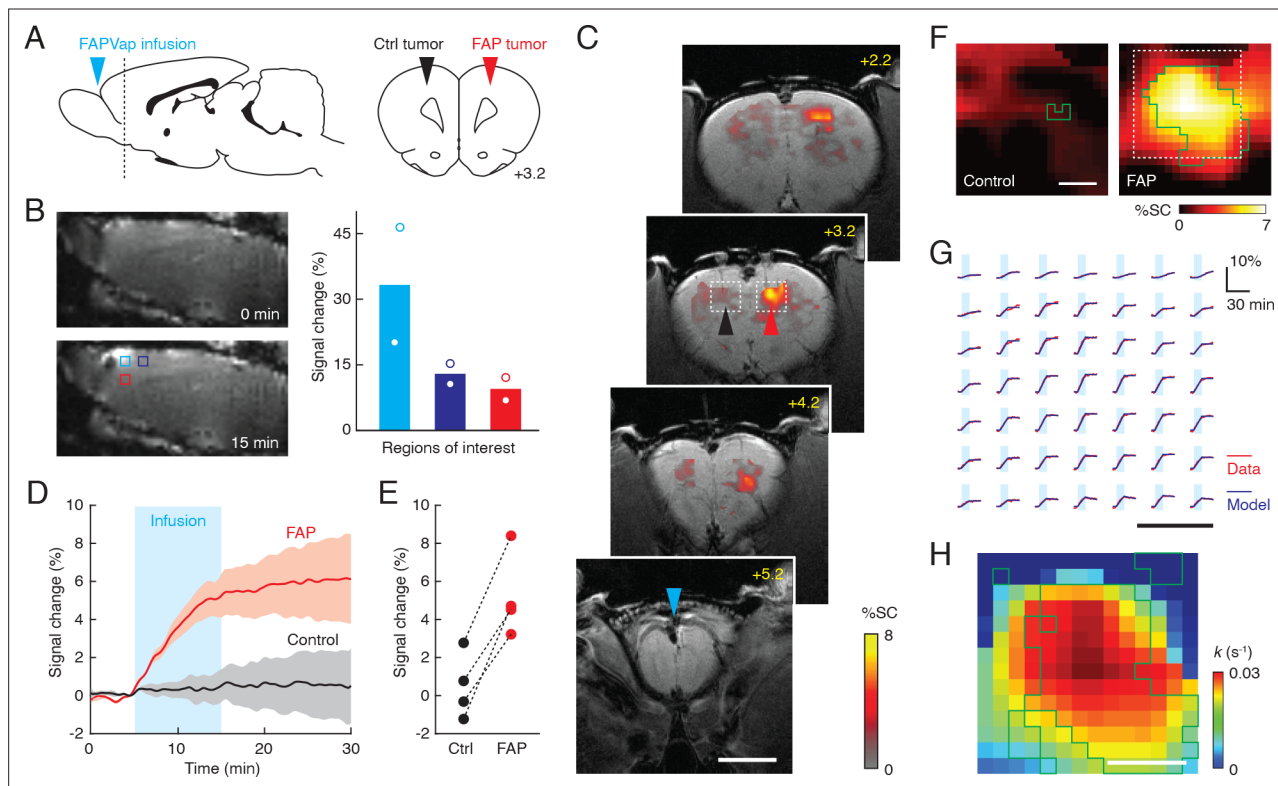 A
FAPVap infusion
Ctrl tumor
FAP tumor
+3.2
B
0 min
15 min
Signal change (%)
45
30
15
0
Regions of interest
C
+2.2
+3.2
+4.2
+5.2
%SC
8
0
D
Signal change (%)
10
8
6
4
2
0
-2
Infusion
FAP
Control
0
10
20
30
Time (min)
E
Signal change (%)
10
8
6
4
2
0
-2
Ctrl
FAP
F
Control
FAP
%SC
0
7
G
10%
30 min
Data
Model
H
k (s⁻¹)
0.03
0